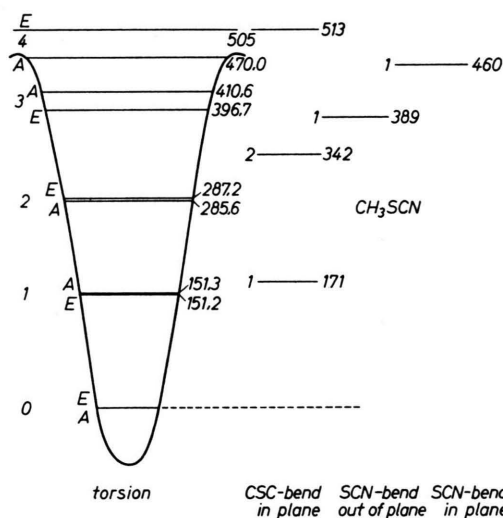 E
4 505 513
A 470.0 1 460
3 A 410.6
E 396.7 1 389
2 342
E 287.2
2 A 285.6 CH₃SCN
A 151.3 1 171
1 E 151.2
E
0 A
torsion CSC-bend SCN-bend SCN-bend
in plane out of plane in plane